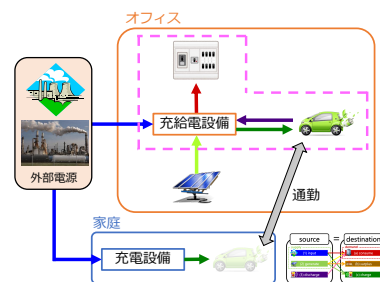 オフィス
充給電設備
外部電源
通勤
家庭
充電設備
source = destination